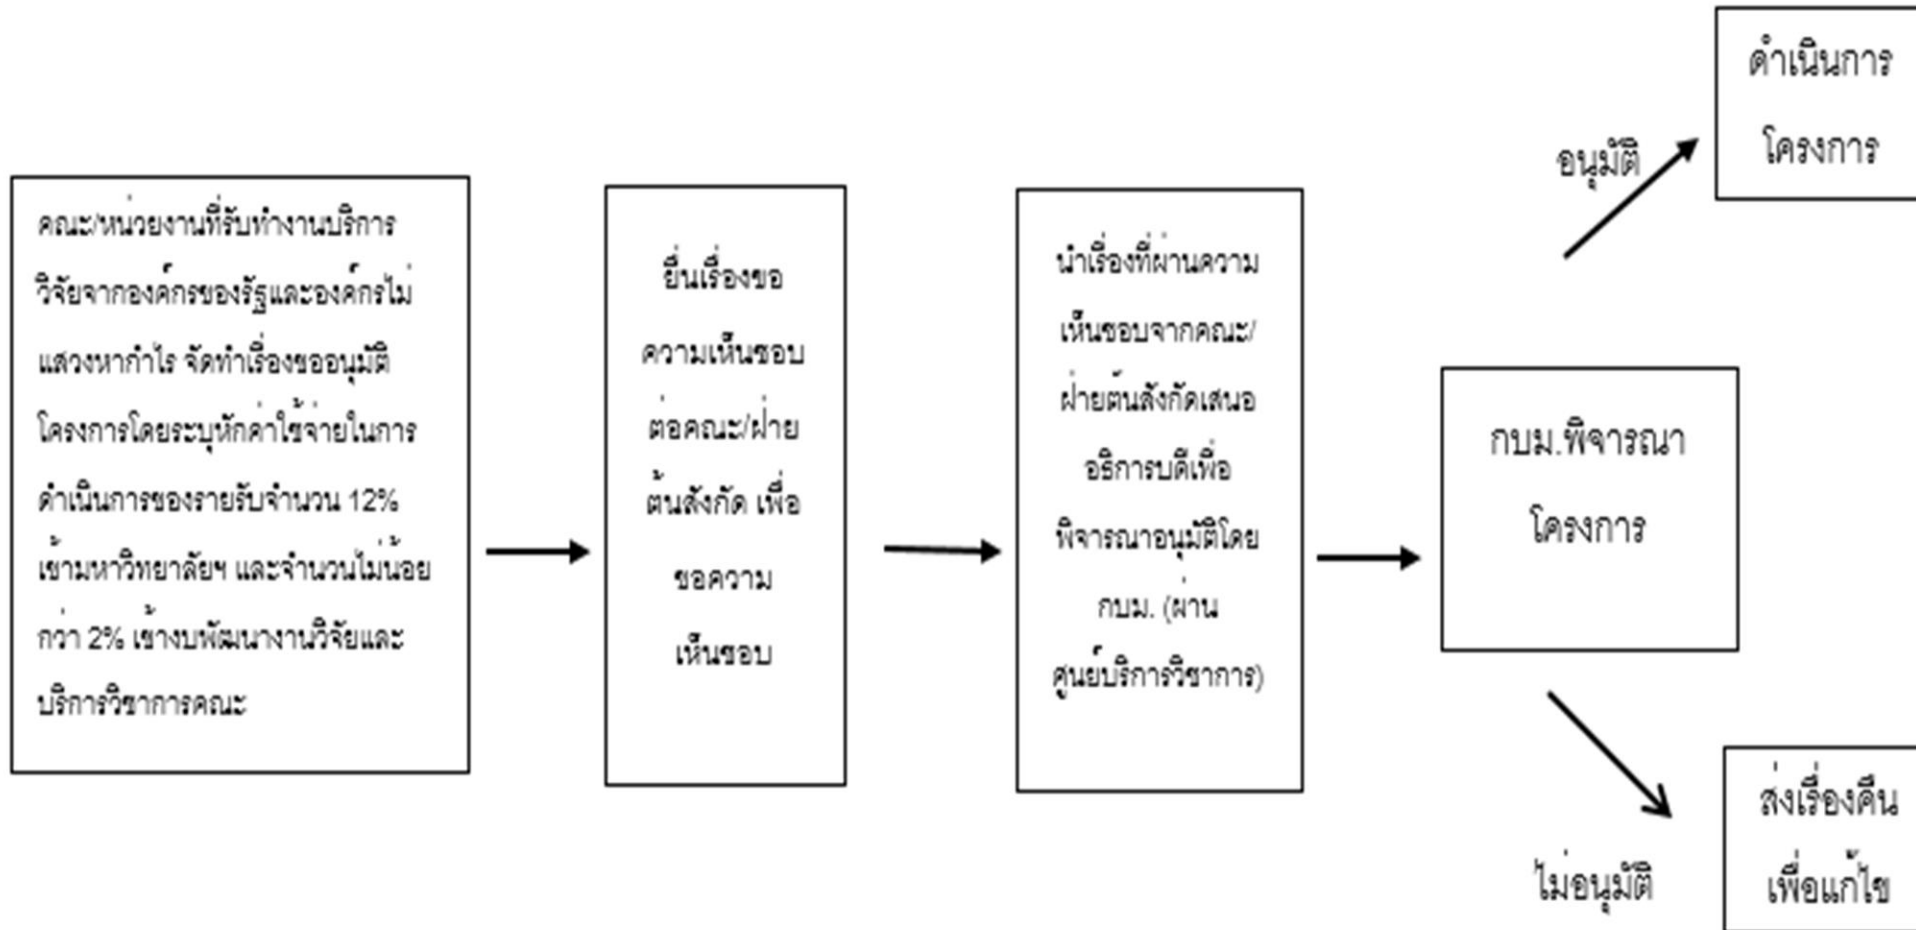 คณะ/หน่วยงานที่รับทำงานบริการ
วิจัยจากองค์กรของรัฐและองค์กรไม่
แสวงหากำไร จัดทำเรื่องขออนุมัติ
โครงการโดยระบุหักค่าใช้จ่ายในการ
ดำเนินการของรายรับจำนวน 12%
เข้ามหาวิทยาลัยฯ และจำนวนไม่น้อย
กว่า 2% เข้างบพัฒนางานวิจัยและ
บริการวิชาการคณะ
ยื่นเรื่องขอ
ความเห็นชอบ
ต่อคณะ/ฝ่าย
ต้นสังกัด เพื่อ
ขอความ
เห็นชอบ
นำเรื่องที่ผ่านความ
เห็นชอบจากคณะ/
ฝ่ายต้นสังกัดเสนอ
อธิการบดีเพื่อ
พิจารณาอนุมัติโดย
กบม. (ผ่าน
ศูนย์บริการวิชาการ)
กบม.พิจารณา
โครงการ
อนุมัติ
ดำเนินการ
โครงการ
ไม่อนุมัติ
ส่งเรื่องคืน
เพื่อแก้ไข